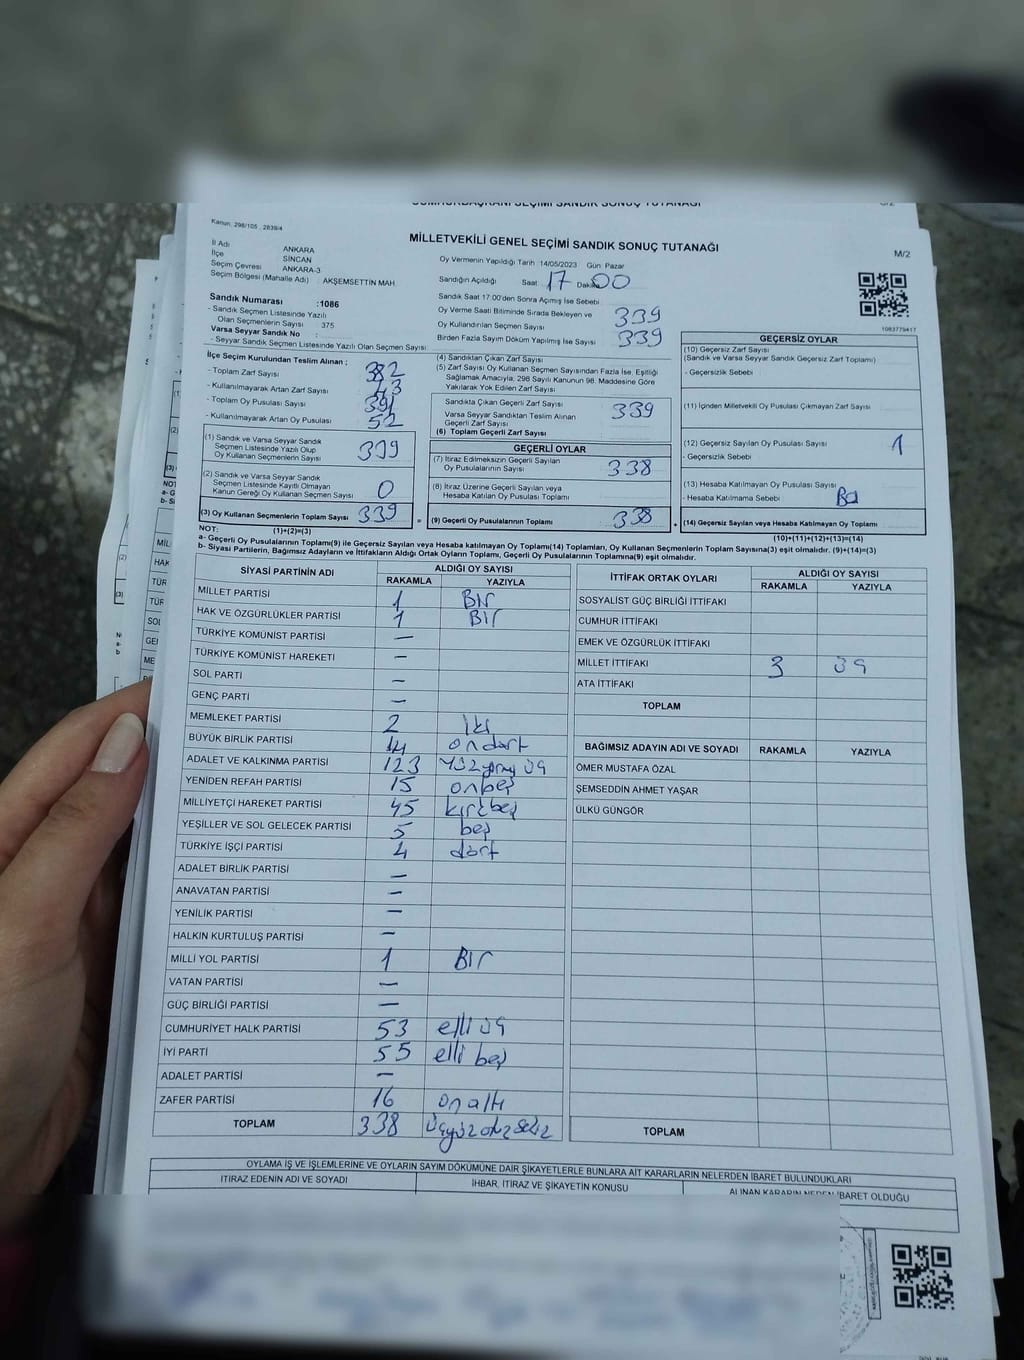 CUMHURBAŞKANI SEÇİMİ SANDIK SONUÇ TUTANAĞI
Kanun. 298/105 , 2839/4
MİLLETVEKİLİ GENEL SEÇİMİ SANDIK SONUÇ TUTANAĞI
M/2
İl Adı ANKARA
İlçe SİNCAN
Seçim Çevresi ANKARA-3
Seçim Bölgesi (Mahalle Adı) : AKŞEMSETTİN MAH.
Oy Vermenin Yapıldığı Tarih 14/05/2023 Gün Pazar
Sandığın Açıldığı Saat 17 Dakika 00
Sandık Numarası :1086
- Sandık Seçmen Listesinde Yazılı
Olan Seçmenlerin Sayısı 375
Varsa Seyyar Sandık No :
- Seyyar Sandık Seçmen Listesinde Yazılı Olan Seçmen Sayısı
Sandık Saat 17:00'den Sonra Açımış İse Sebebi
Oy Verme Saati Bitiminde Sırada Bekleyen ve
Oy Kullandırılan Seçmen Sayısı 339
Birden Fazla Sayım Döküm Yapılmış İse Sayısı 339
1083779417
İlçe Seçim Kurulundan Teslim Alınan ;
- Toplam Zarf Sayısı 382
- Kullanılmayarak Artan Zarf Sayısı 43
- Toplam Oy Pusulası Sayısı 391
- Kullanılmayarak Artan Oy Pusulası 52
(1) Sandık ve Varsa Seyyar Sandık
Seçmen Listesinde Yazılı Olup
Oy Kullanan Seçmenlerin Sayısı 339
(2) Sandık ve Varsa Seyyar Sandık
Seçmen Listesinde Kayıtlı Olmayan
Kanun Gereği Oy Kullanan Seçmen Sayısı 0
(3) Oy Kullanan Seçmenlerin Toplam Sayısı 339
(1)+(2)=(3)
(4) Sandıktan Çıkan Zarf Sayısı
(5) Zarf Sayısı Oy Kullanan Seçmen Sayısından Fazla İse, Eşitliği
Sağlamak Amacıyla, 298 Sayılı Kanunun 98. Maddesine Göre
Yakılarak Yok Edilen Zarf Sayısı
Sandıkta Çıkan Geçerli Zarf Sayısı 339
Varsa Seyyar Sandıktan Teslim Alınan
Geçerli Zarf Sayısı
(6) Toplam Geçerli Zarf Sayısı
GEÇERLİ OYLAR
(7) İtiraz Edilmeksizin Geçerli Sayılan
Oy Pusulalarının Sayısı 338
(8) İtiraz Üzerine Geçerli Sayılan veya
Hesaba Katılan Oy Pusulası Toplamı
= (9) Geçerli Oy Pusulalarının Toplamı 338 +
GEÇERSİZ OYLAR
(10) Geçersiz Zarf Sayısı
(Sandık ve Varsa Seyyar Sandık Geçersiz Zarf Toplamı)
- Geçersizlik Sebebi
(11) İçinden Milletvekili Oy Pusulası Çıkmayan Zarf Sayısı
(12) Geçersiz Sayılan Oy Pusulası Sayısı 1
- Geçersizlik Sebebi
(13) Hesaba Katılmayan Oy Pusulası Sayısı
- Hesaba Katılmama Sebebi
(14) Geçersiz Sayılan veya Hesaba Katılmayan Oy Toplamı
(10)+(11)+(12)+(13)=(14)
NOT:
a- Geçerli Oy Pusulalarının Toplamı(9) ile Geçersiz Sayılan veya Hesaba Katılmayan Oy Toplamı(14) Toplamları, Oy Kullanan Seçmenlerin Toplam Sayısına(3) eşit olmalıdır. (9)+(14)=(3)
b- Siyasi Partilerin, Bağımsız Adayların ve İttifakların Aldığı Ortak Oyların Toplamı, Geçerli Oy Pusulalarının Toplamına(9) eşit olmalıdır.
SİYASİ PARTİNİN ADI ALDIĞI OY SAYISI
RAKAMLA YAZIYLA
MİLLET PARTİSİ 1 Bir
HAK VE ÖZGÜRLÜKLER PARTİSİ 1 Bir
TÜRKİYE KOMÜNİST PARTİSİ —
TÜRKİYE KOMÜNİST HAREKETİ —
SOL PARTİ —
GENÇ PARTİ —
MEMLEKET PARTİSİ 2 iki
BÜYÜK BİRLİK PARTİSİ 14 ondört
ADALET VE KALKINMA PARTİSİ 123 yüzyirmi üç
YENİDEN REFAH PARTİSİ 15 onbeş
MİLLİYETÇİ HAREKET PARTİSİ 45 kırkbeş
YEŞİLLER VE SOL GELECEK PARTİSİ 5 beş
TÜRKİYE İŞÇİ PARTİSİ 4 dört
ADALET BİRLİK PARTİSİ —
ANAVATAN PARTİSİ —
YENİLİK PARTİSİ —
HALKIN KURTULUŞ PARTİSİ —
MİLLİ YOL PARTİSİ 1 Bir
VATAN PARTİSİ —
GÜÇ BİRLİĞİ PARTİSİ —
CUMHURİYET HALK PARTİSİ 53 elli üç
İYİ PARTİ 55 elli beş
ADALET PARTİSİ —
ZAFER PARTİSİ 16 onaltı
TOPLAM 338 üçyüzotuzsekiz
İTTİFAK ORTAK OYLARI ALDIĞI OY SAYISI
RAKAMLA YAZIYLA
SOSYALİST GÜÇ BİRLİĞİ İTTİFAKI
CUMHUR İTTİFAKI
EMEK VE ÖZGÜRLÜK İTTİFAKI
MİLLET İTTİFAKI 3 üç
ATA İTTİFAKI
TOPLAM
BAĞIMSIZ ADAYIN ADI VE SOYADI RAKAMLA YAZIYLA
ÖMER MUSTAFA ÖZAL
ŞEMSEDDİN AHMET YAŞAR
ÜLKÜ GÜNGÖR
TOPLAM
OYLAMA İŞ VE İŞLEMLERİNE VE OYLARIN SAYIM DÖKÜMÜNE DAİR ŞİKAYETLERLE BUNLARA AİT KARARLARIN NELERDEN İBARET BULUNDUKLARI
İTİRAZ EDENİN ADI VE SOYADI İHBAR, İTİRAZ VE ŞİKAYETİN KONUSU ALINAN KARARIN NEDEN İBARET OLDUĞU